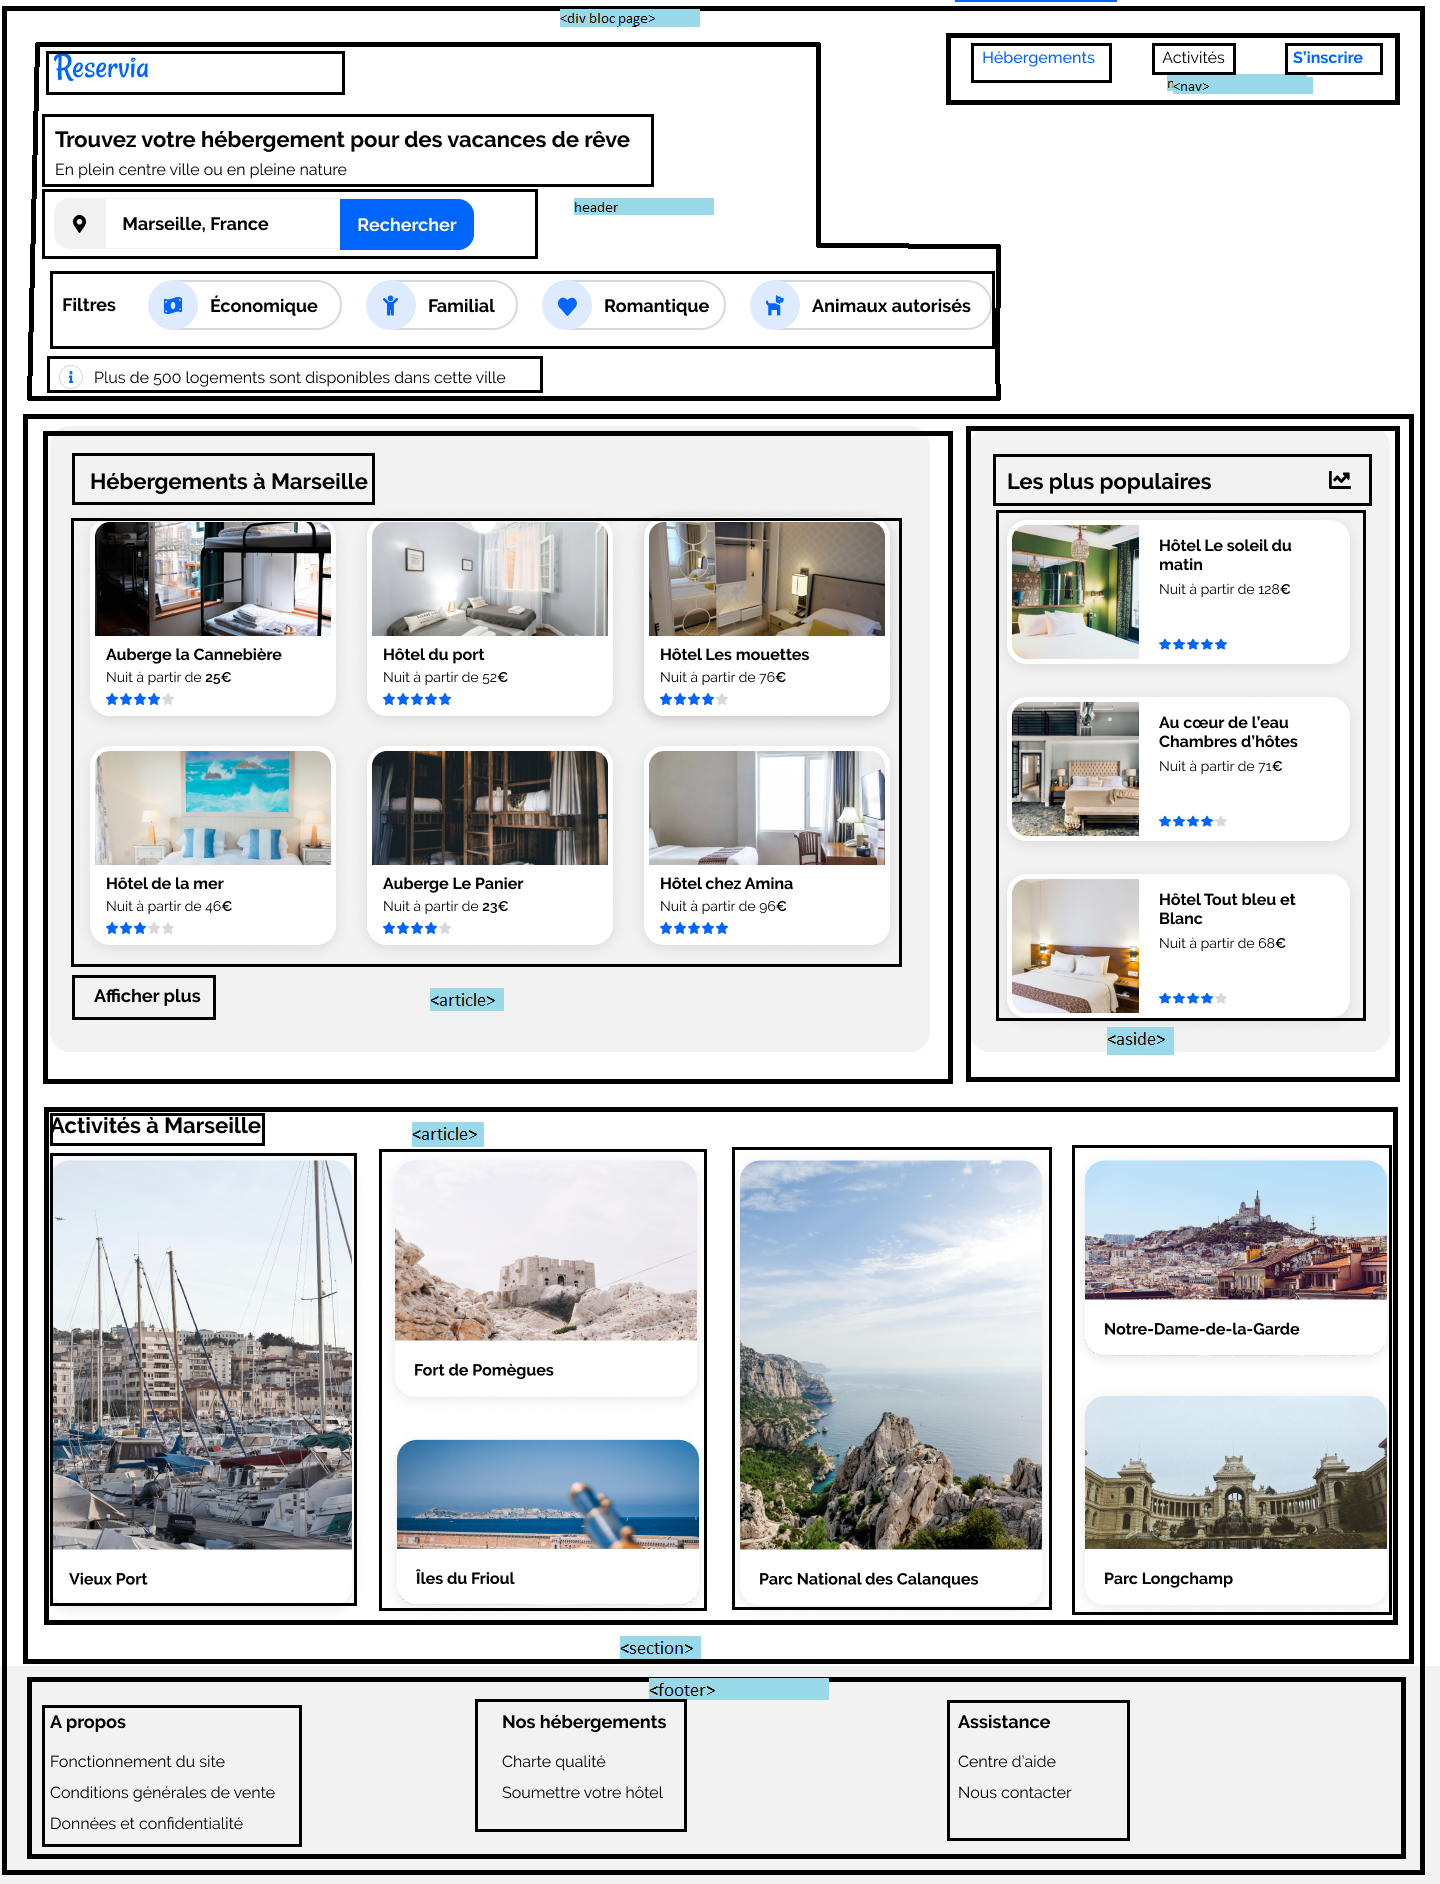 <div bloc page>
Reservia
Hébergements
Activités
S'inscrire
<nav>
Trouvez votre hébergement pour des vacances de rêve
En plein centre ville ou en pleine nature
header
Marseille, France
Rechercher
Filtres
Économique
Familial
Romantique
Animaux autorisés
Plus de 500 logements sont disponibles dans cette ville
Hébergements à Marseille
Auberge la Cannebière
Nuit à partir de 25€
Hôtel du port
Nuit à partir de 52€
Hôtel Les mouettes
Nuit à partir de 76€
Hôtel de la mer
Nuit à partir de 46€
Auberge Le Panier
Nuit à partir de 23€
Hôtel chez Amina
Nuit à partir de 96€
Afficher plus
<article>
Les plus populaires
Hôtel Le soleil du
matin
Nuit à partir de 128€
Au cœur de l'eau
Chambres d'hôtes
Nuit à partir de 71€
Hôtel Tout bleu et
Blanc
Nuit à partir de 68€
<aside>
Activités à Marseille
<article>
Vieux Port
Fort de Pomègues
Îles du Frioul
Parc National des Calanques
Notre-Dame-de-la-Garde
Parc Longchamp
<section>
<footer>
A propos
Fonctionnement du site
Conditions générales de vente
Données et confidentialité
Nos hébergements
Charte qualité
Soumettre votre hôtel
Assistance
Centre d'aide
Nous contacter